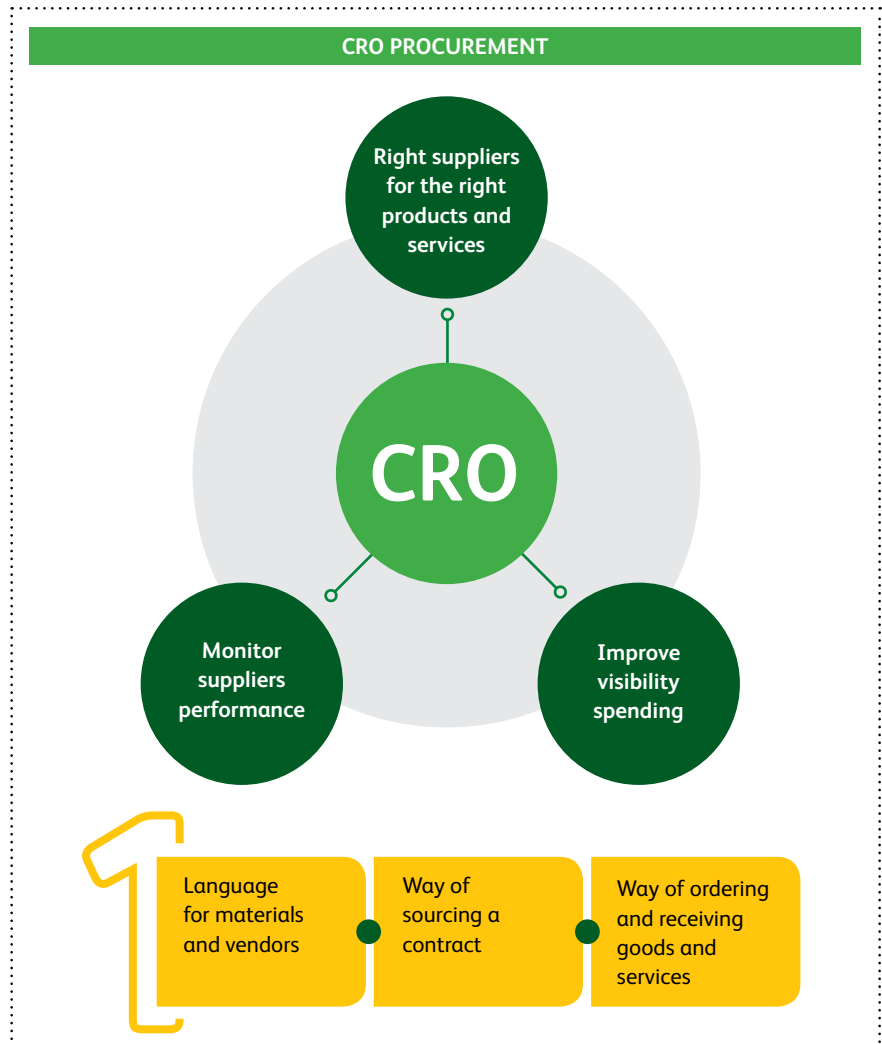 CRO PROCUREMENT
Right suppliers
for the right
products and
services
CRO
Monitor
suppliers
performance
Improve
visibility
spending
1
Language
for materials
and vendors
Way of
sourcing a
contract
Way of ordering
and receiving
goods and
services